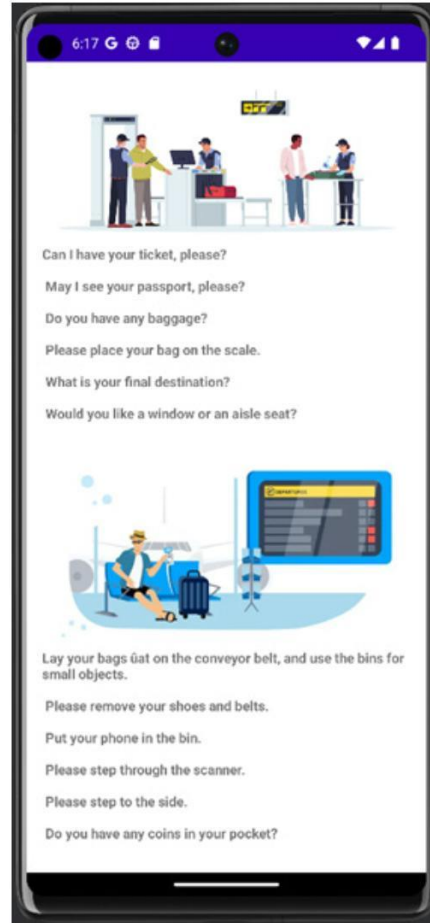 6:17 G
Can I have your ticket, please?
May I see your passport, please?
Do you have any baggage?
Please place your bag on the scale.
What is your final destination?
Would you like a window or an aisle seat?
DEPARTURES
Lay your bags ûat on the conveyor belt, and use the bins for
small objects.
Please remove your shoes and belts.
Put your phone in the bin.
Please step through the scanner.
Please step to the side.
Do you have any coins in your pocket?